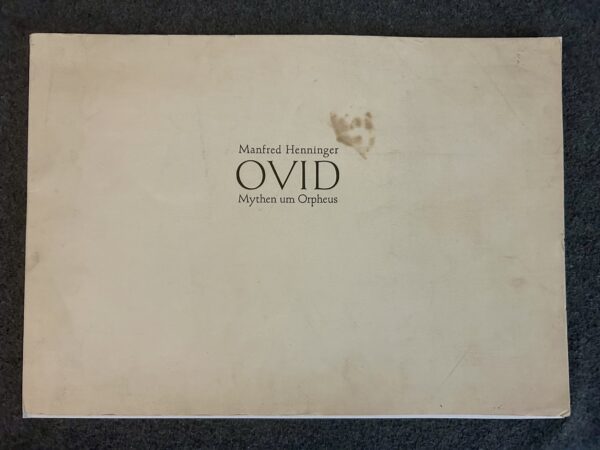 Manfred Henninger
OVID
Mythen um Orpheus